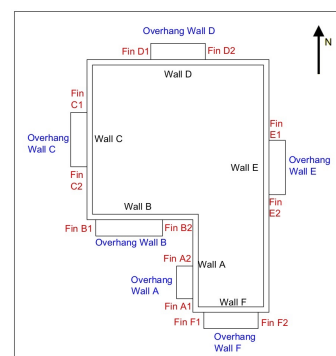 Overhang Wall D
N
Fin D1
Fin D2
Wall D
Fin
C1
Fin
E1
Overhang
Wall C
Wall C
Wall E
Overhang
Wall E
Fin
C2
Fin
E2
Wall B
Fin B1
Fin B2
Overhang Wall B
Fin A2
Wall A
Overhang
Wall A
Fin A1
Wall F
Fin F1
Fin F2
Overhang
Wall F